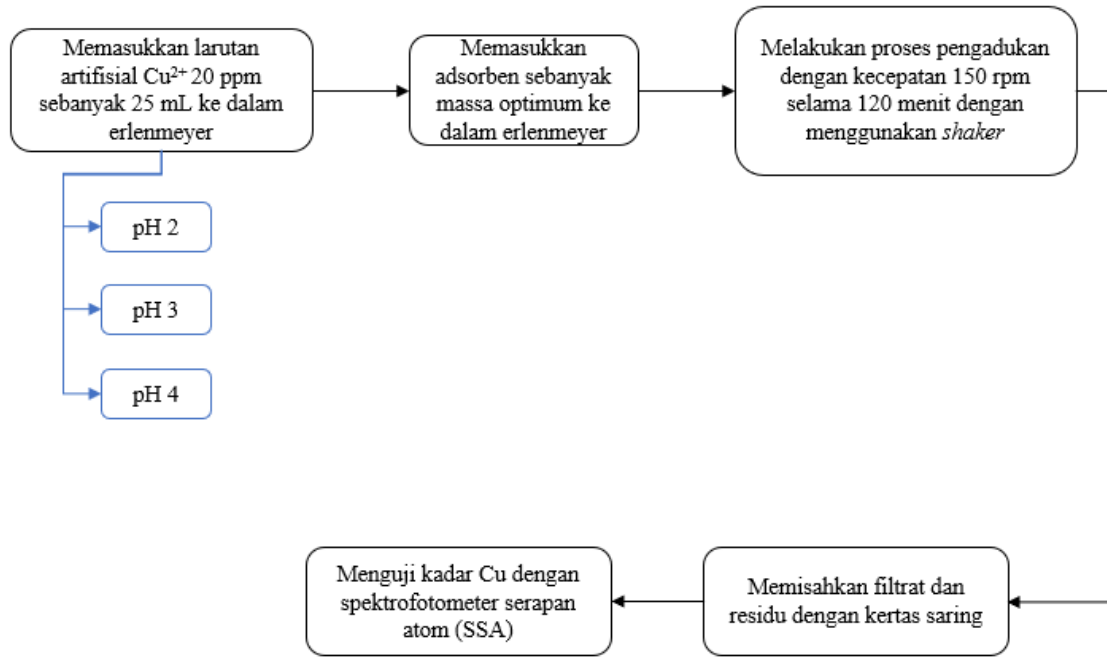 Memasukkan larutan
artifisial Cu²⁺ 20 ppm
sebanyak 25 mL ke dalam
erlenmeyer
Memasukkan
adsorben sebanyak
massa optimum ke
dalam erlenmeyer
Melakukan proses pengadukan
dengan kecepatan 150 rpm
selama 120 menit dengan
menggunakan shaker
pH 2
pH 3
pH 4
Memisahkan filtrat dan
residu dengan kertas saring
Menguji kadar Cu dengan
spektrofotometer serapan
atom (SSA)